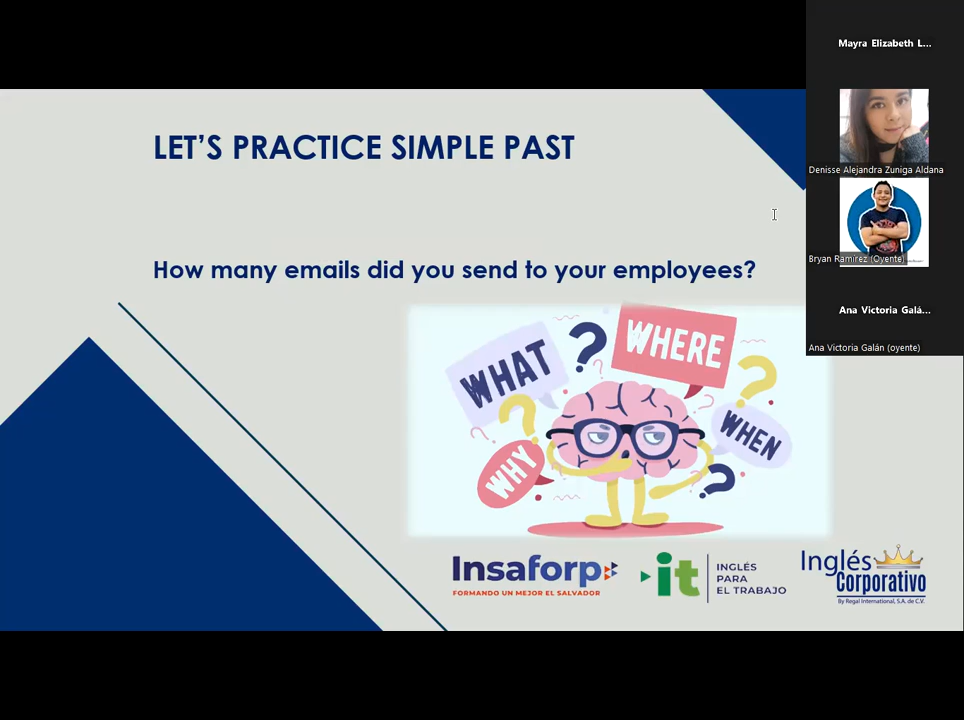 LET'S PRACTICE SIMPLE PAST
How many emails did you send to your employees?
WHAT
WHERE
WHY
WHEN
Insaforp
FORMANDO UN MEJOR EL SALVADOR
it
INGLÉS
PARA
EL TRABAJO
Inglés
Corporativo
By Regal International, S.A. de C.V.
Mayra Elizabeth L...
Denisse Alejandra Zuniga Aldana
Bryan Ramírez (Oyente)
Ana Victoria Galá...
Ana Victoria Galán (oyente)